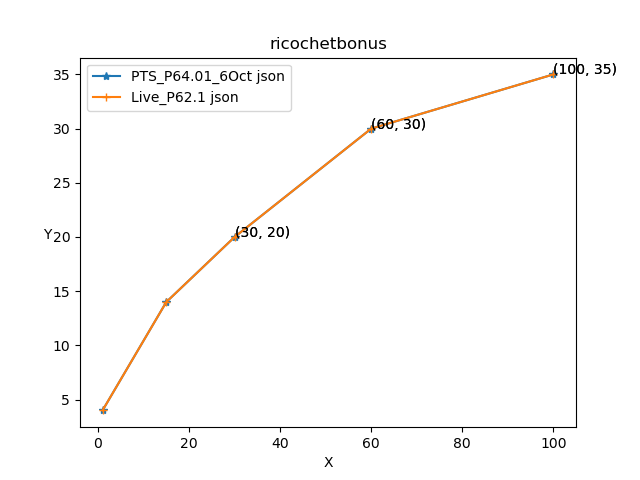 ricochetbonus
PTS_P64.01_6Oct json
Live_P62.1 json
(100, 35)
(60, 30)
(30, 20)
35
30
25
20
15
10
5
Y
0 20 40 60 80 100
X